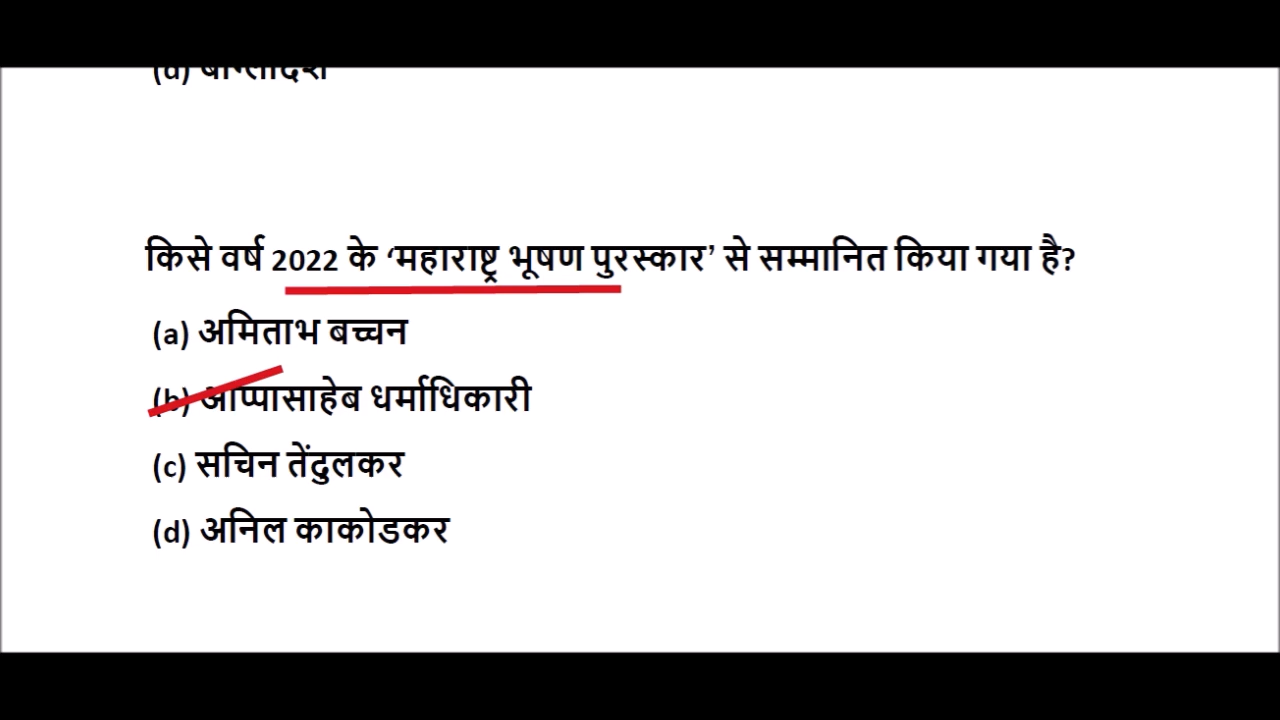 (d) बांग्लादेश
किसे वर्ष 2022 के ‘महाराष्ट्र भूषण पुरस्कार’ से सम्मानित किया गया है?
(a) अमिताभ बच्चन
(b) आप्पासाहेब धर्माधिकारी
(c) सचिन तेंदुलकर
(d) अनिल काकोडकर